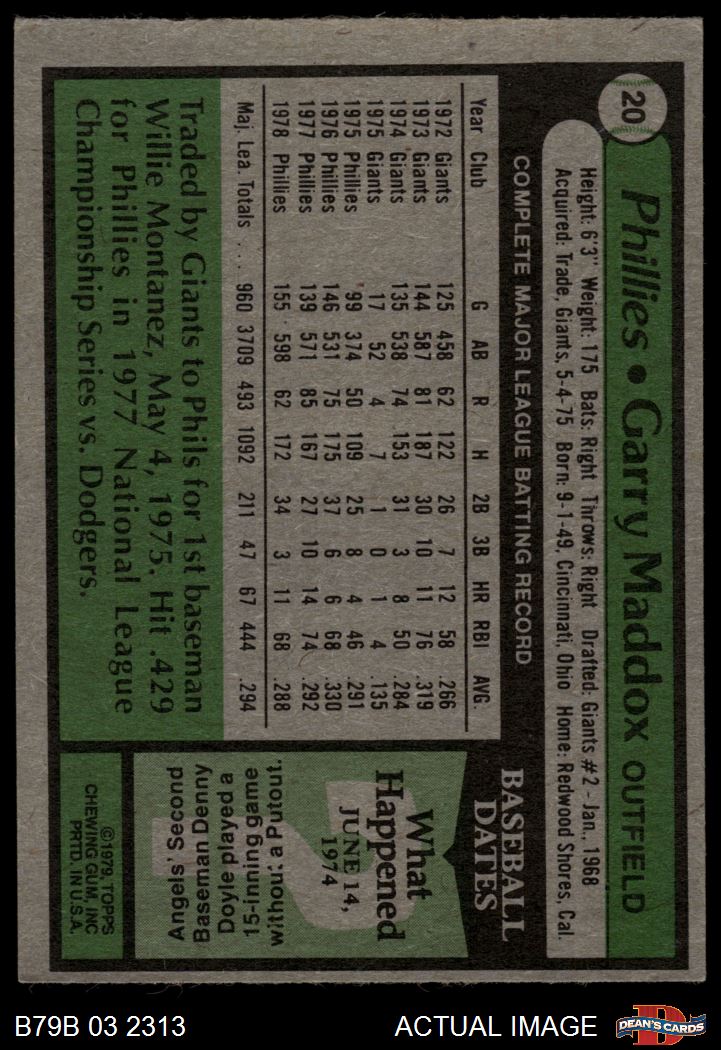 20
Phillies • Garry Maddox OUTFIELD
Height: 6'3" Weight: 175 Bats: Right Throws: Right Drafted: Giants #2 - Jan., 1968
Acquired: Trade, Giants, 5-4-75 Born: 9-1-49, Cincinnati, Ohio Home: Redwood Shores, Cal.
COMPLETE MAJOR LEAGUE BATTING RECORD
Year Club G AB R H 2B 3B HR RBI AVG.
1972 Giants 125 458 62 122 26 7 12 58 .266
1973 Giants 144 587 81 187 30 10 11 76 .319
1974 Giants 135 538 74 .153 31 3 8 50 .284
1975 Giants 17 52 4 7 1 0 1 4 .135
1975 Phillies 99 374 50 109 25 8 4 46 .291
1976 Phillies 146 531 75 175 37 6 6 68 .330
1977 Phillies 139 571 85 167 27 10 14 74 .292
1978 Phillies 155 598 62 172 34 3 11 68 .288
Maj. Lea. Totals . . . 960 3709 493 1092 211 47 67 444 .294
Traded by Giants to Phils for 1st baseman
Willie Montanez, May 4, 1975. Hit .429
for Phillies in 1977 National League
Championship Series vs. Dodgers.
BASEBALL
DATES
What
Happened
JUNE 14,
1974
?
Angels' Second
Baseman Denny
Doyle played a
15-inning game
without a Putout.
©1979, TOPPS
CHEWING GUM, INC
PRTD. IN U.S.A.
B79B 03 2313 ACTUAL IMAGE
D
DEAN'S CARDS